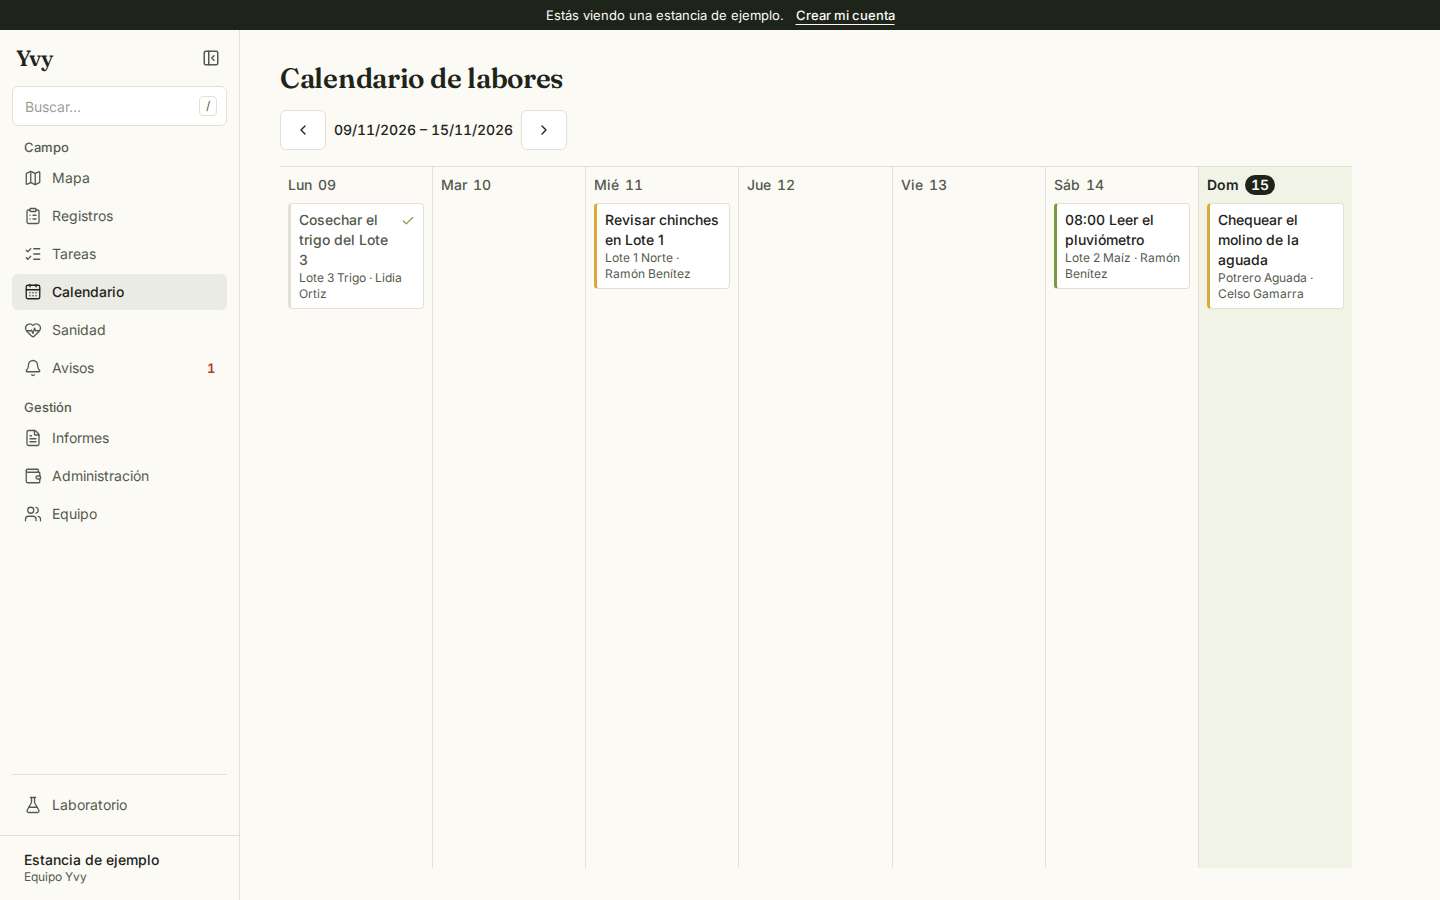 Estás viendo una estancia de ejemplo. Crear mi cuenta
Yvy
Buscar...
/
Campo
Mapa
Registros
Tareas
Calendario
Sanidad
Avisos 1
Gestión
Informes
Administración
Equipo
Laboratorio
Estancia de ejemplo
Equipo Yvy
Calendario de labores
09/11/2026 – 15/11/2026
Lun 09
Cosechar el
trigo del Lote
3
Lote 3 Trigo · Lidia
Ortiz
Mar 10
Mié 11
Revisar chinches
en Lote 1
Lote 1 Norte ·
Ramón Benítez
Jue 12
Vie 13
Sáb 14
08:00 Leer el
pluviómetro
Lote 2 Maíz · Ramón
Benítez
Dom 15
Chequear el
molino de la
aguada
Potrero Aguada ·
Celso Gamarra